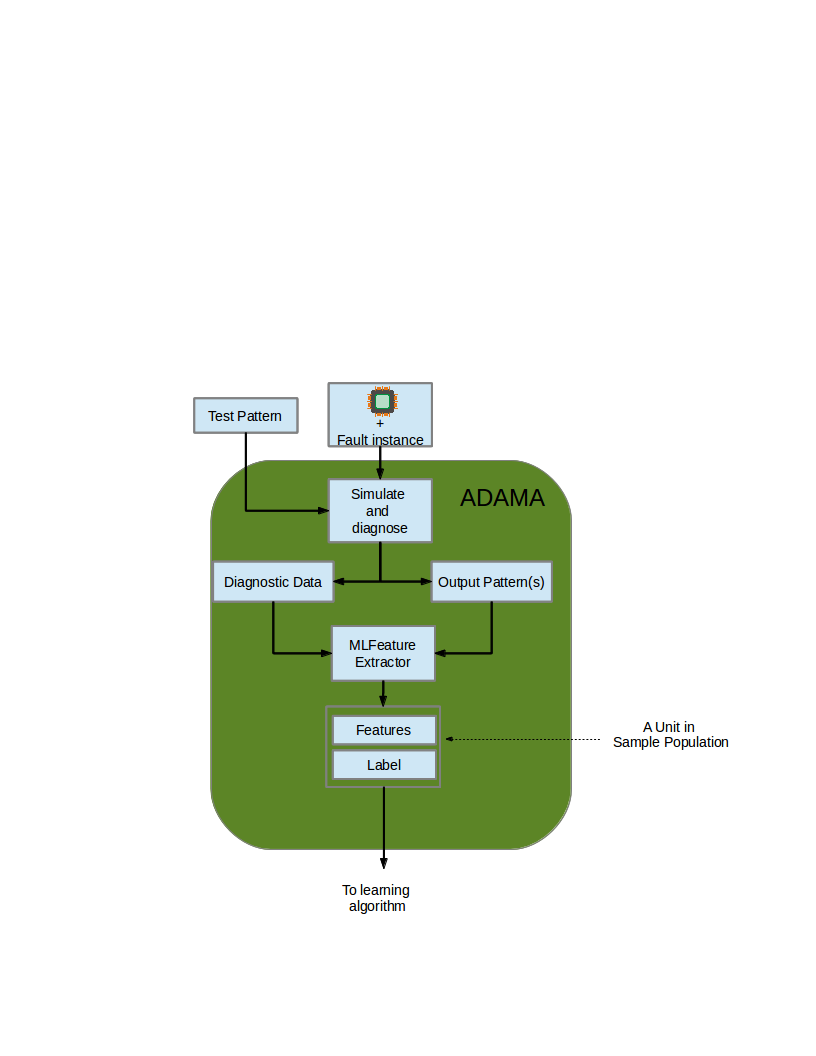 Test Pattern
+
Fault instance
ADAMA
Simulate
and
diagnose
Diagnostic Data
Output Pattern(s)
MLFeature
Extractor
Features
Label
A Unit in
Sample Population
To learning
algorithm